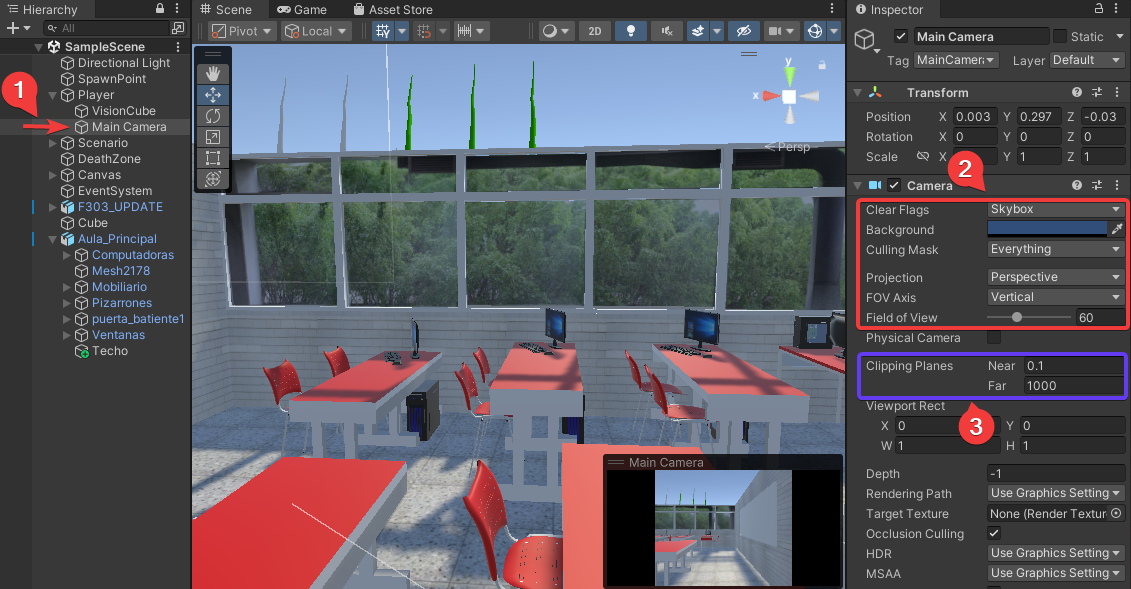 Hierarchy
All
SampleScene
Directional Light
SpawnPoint
Player
VisionCube
Main Camera
Scenario
DeathZone
Canvas
EventSystem
F303_UPDATE
Cube
Aula_Principal
Computadoras
Mesh2178
Mobiliario
Pizarrones
puerta_batiente1
Ventanas
Techo
1
Scene Game Asset Store
Pivot Local 2D
y
x
Persp
Main Camera
Inspector
Main Camera Static
Tag MainCamera Layer Default
Transform
Position X 0.003 Y 0.297 Z -0.03
Rotation X 0 Y 0 Z 0
Scale X Y 1 Z 1
2
Camera
Clear Flags Skybox
Background
Culling Mask Everything
Projection Perspective
FOV Axis Vertical
Field of View 60
Physical Camera
Clipping Planes Near 0.1
Far 1000
3
Viewport Rect
X 0 Y 0
W 1 H 1
Depth -1
Rendering Path Use Graphics Setting
Target Texture None (Render Textur
Occlusion Culling
HDR Use Graphics Setting
MSAA Use Graphics Setting